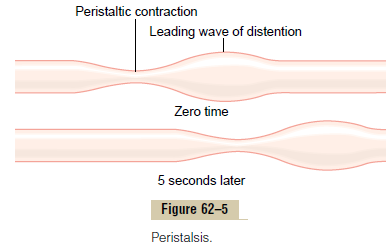 Peristaltic contraction
Leading wave of distention
Zero time
5 seconds later
Figure 62–5
Peristalsis.